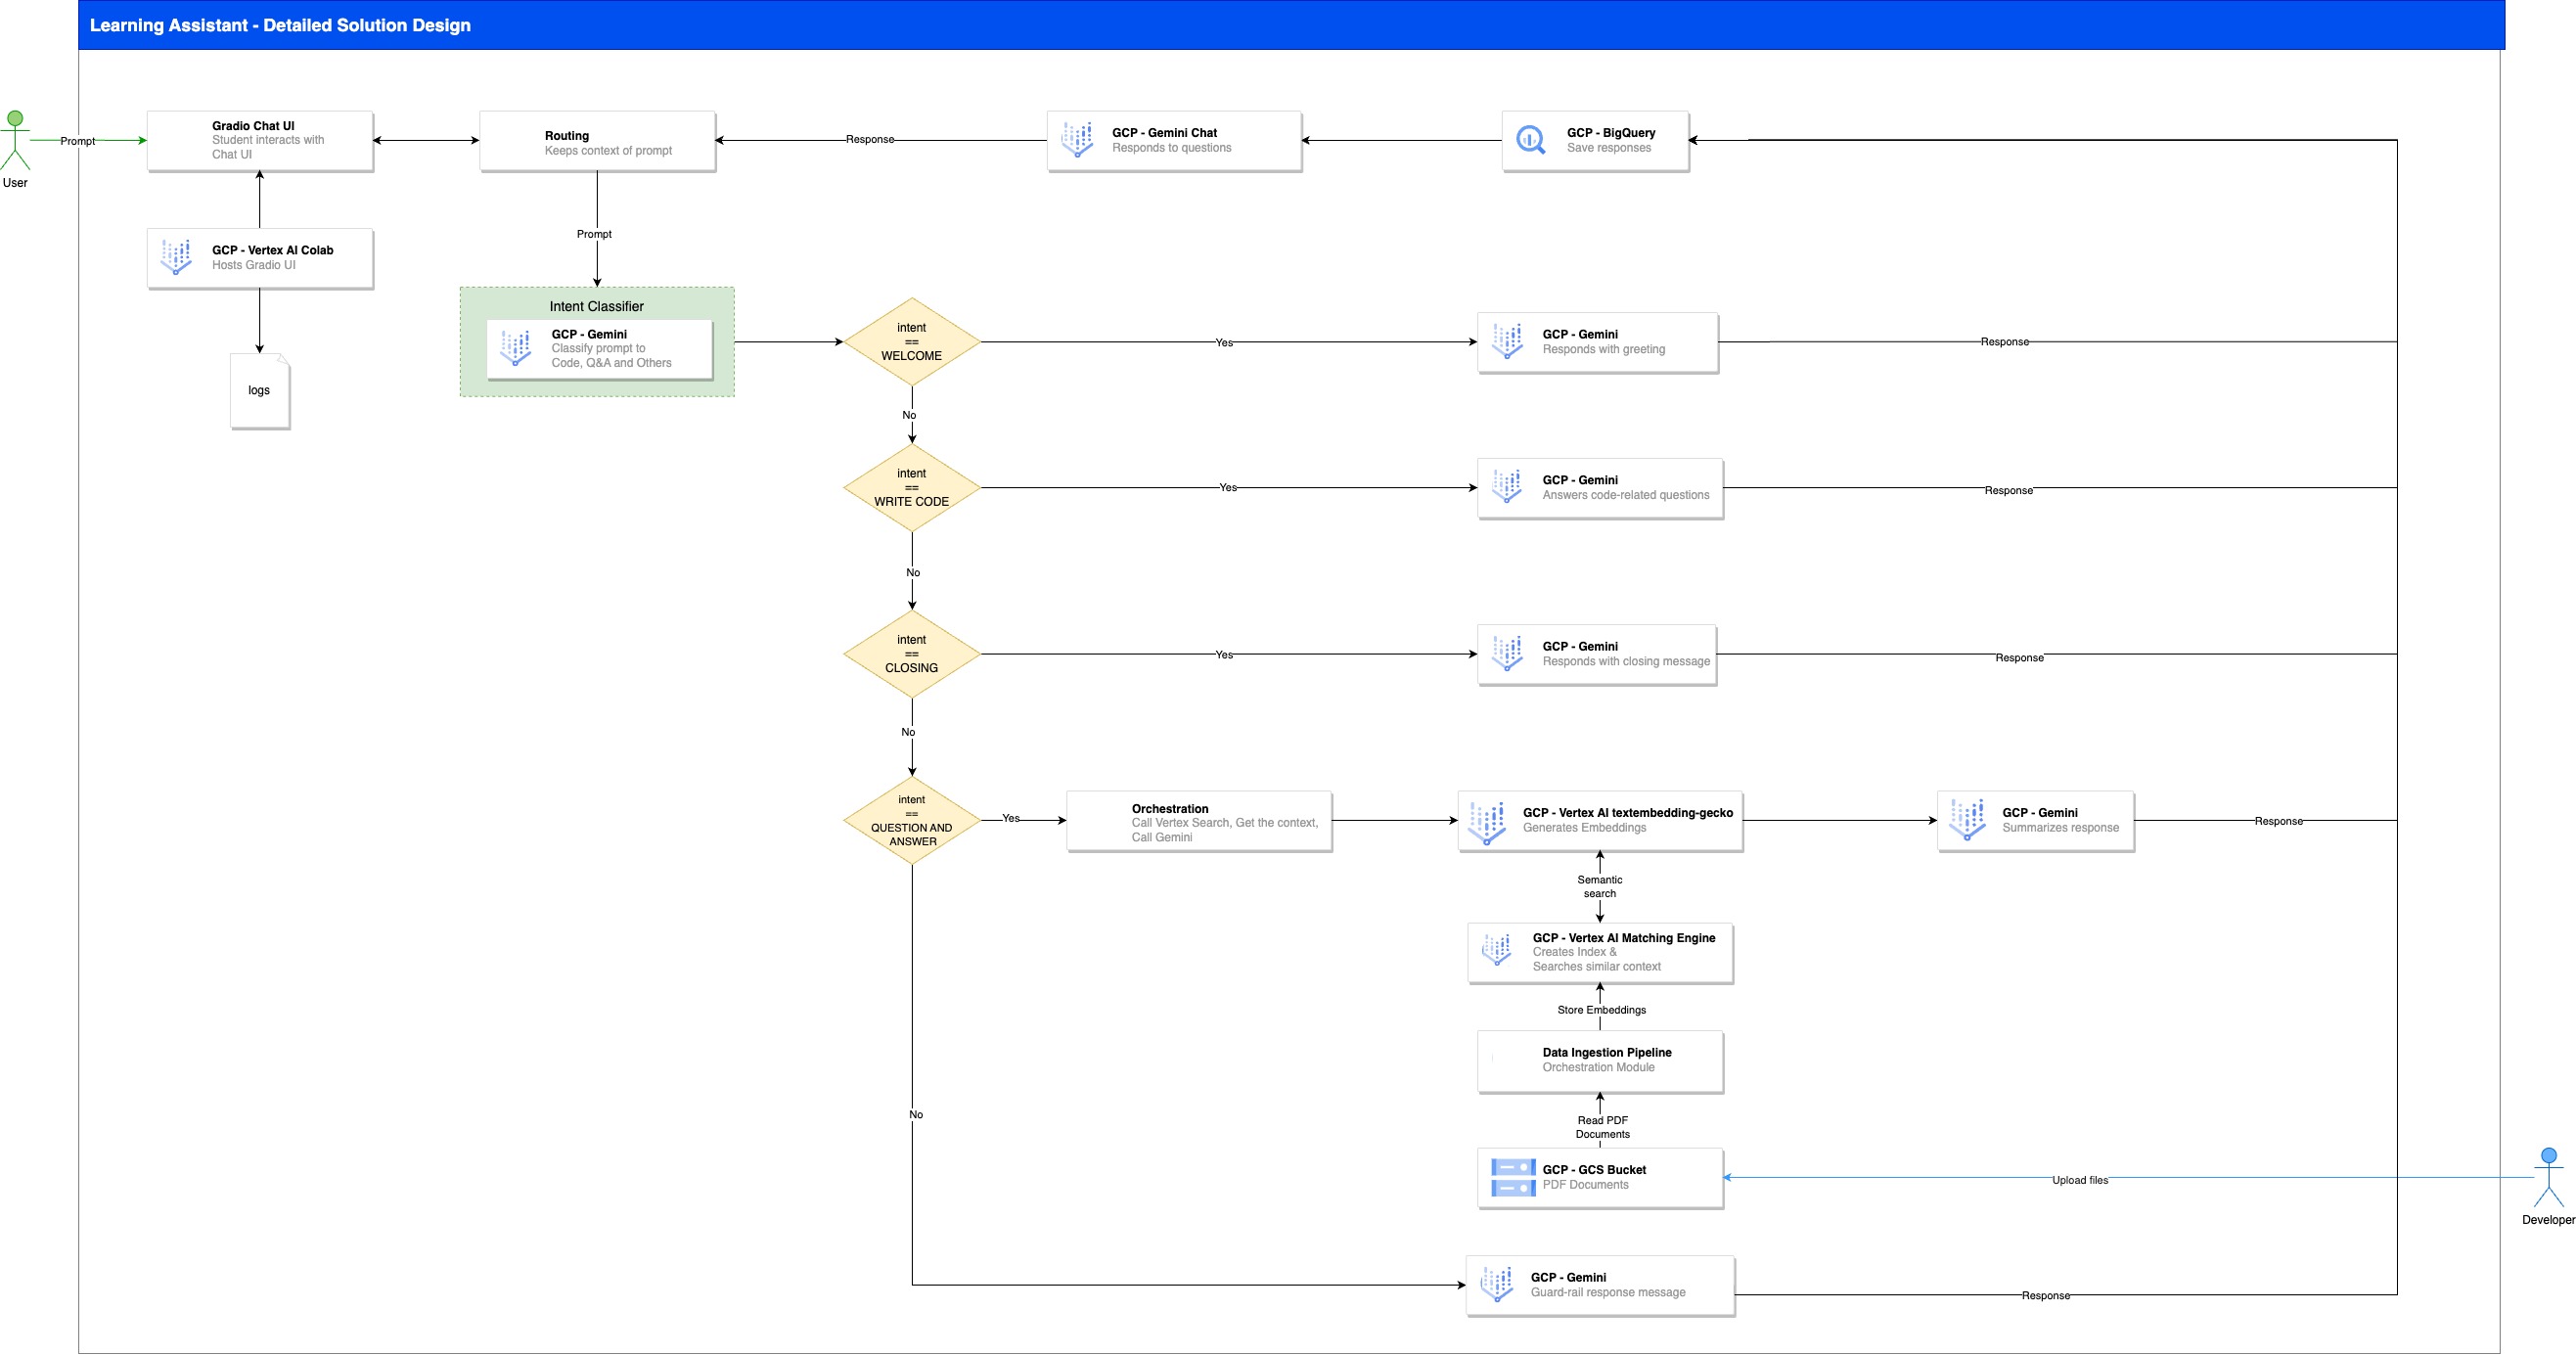 Learning Assistant - Detailed Solution Design
User
Prompt
Gradio Chat UI
Student interacts with
Chat UI
Routing
Keeps context of prompt
Response
GCP - Gemini Chat
Responds to questions
GCP - BigQuery
Save responses
GCP - Vertex AI Colab
Hosts Gradio UI
logs
Prompt
Intent Classifier
GCP - Gemini
Classify prompt to
Code, Q&A and Others
intent
==
WELCOME
Yes
GCP - Gemini
Responds with greeting
Response
No
intent
==
WRITE CODE
Yes
GCP - Gemini
Answers code-related questions
Response
No
intent
==
CLOSING
Yes
GCP - Gemini
Responds with closing message
Response
No
intent
==
QUESTION AND
ANSWER
Yes
Orchestration
Call Vertex Search, Get the context,
Call Gemini
GCP - Vertex AI textembedding-gecko
Generates Embeddings
GCP - Gemini
Summarizes response
Response
Semantic
search
GCP - Vertex AI Matching Engine
Creates Index &
Searches similar context
Store Embeddings
Data Ingestion Pipeline
Orchestration Module
Read PDF
Documents
GCP - GCS Bucket
PDF Documents
Upload files
Developer
No
GCP - Gemini
Guard-rail response message
Response